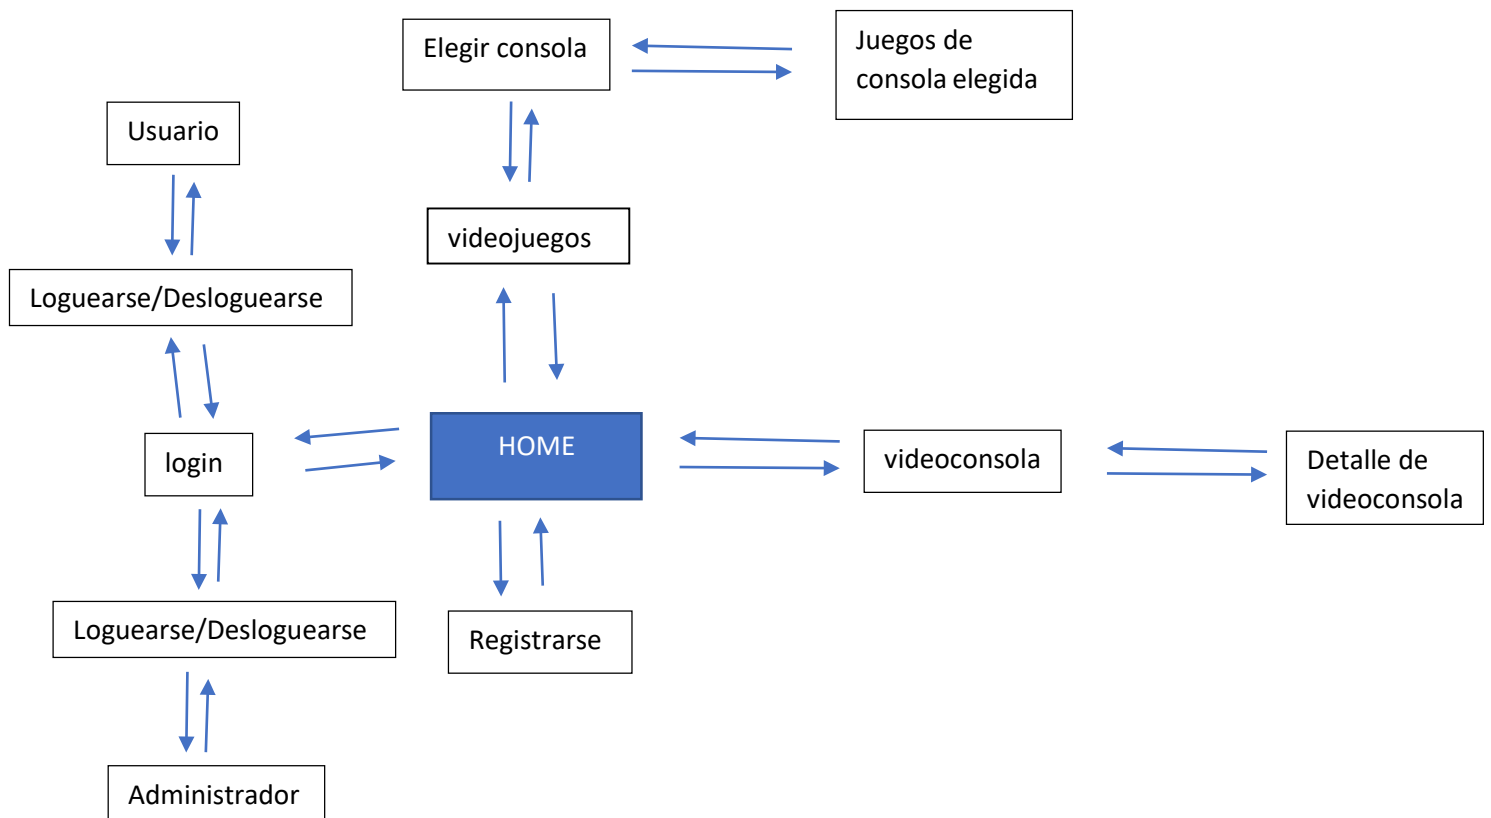 Elegir consola
Juegos de
consola elegida
Usuario
videojuegos
Loguearse/Desloguearse
HOME
login
videoconsola
Detalle de
videoconsola
Loguearse/Desloguearse
Registrarse
Administrador